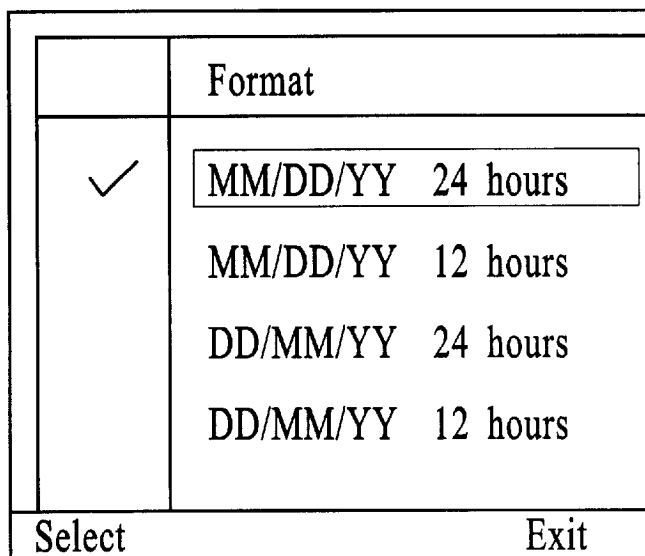 Format
MM/DD/YY 24 hours
MM/DD/YY 12 hours
DD/MM/YY 24 hours
DD/MM/YY 12 hours
Select Exit